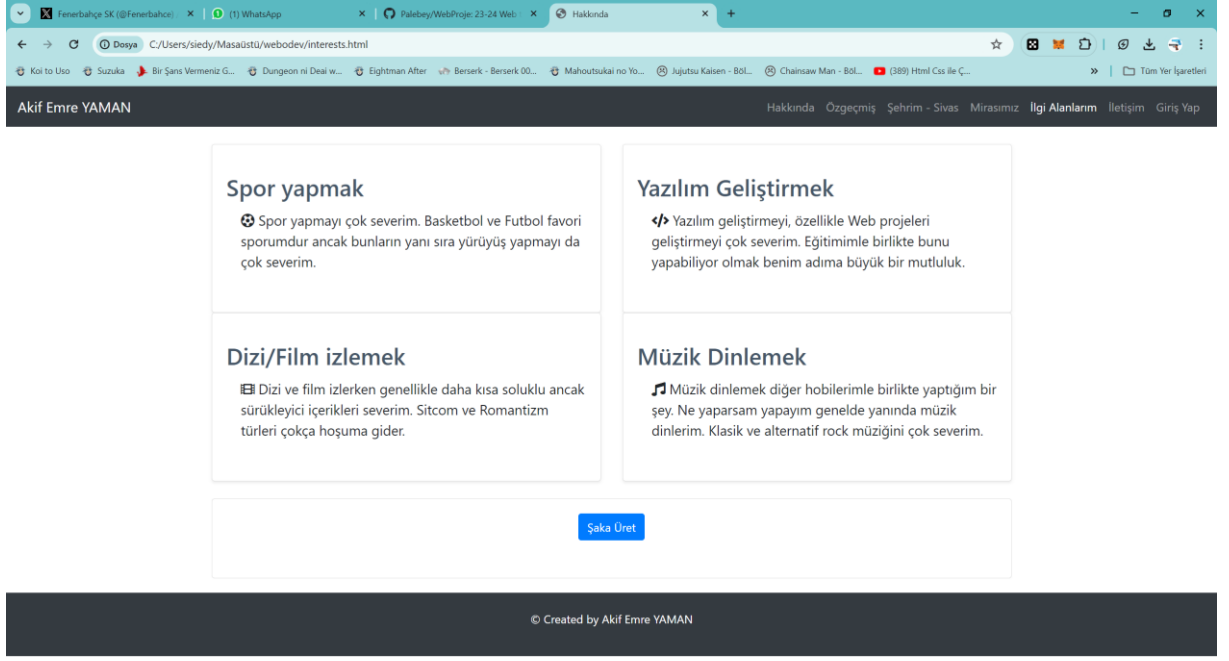 Fenerbahçe SK (@Fenerbahce)
(1) WhatsApp
Palebey/WebProje: 23-24 Web
Hakkında
Dosya C:/Users/siedy/Masaüstü/webodev/interests.html
Koi to Uso
Suzuka
Bir Şans Vermeniz G...
Dungeon ni Deai w...
Eightman After
Berserk - Berserk 00...
Mahoutsukai no Yo...
Jujutsu Kaisen - Böl...
Chainsaw Man - Böl...
(389) Html Css ile Ç...
»
Tüm Yer İşaretleri
Akif Emre YAMAN
Hakkında Özgeçmiş Şehrim - Sivas Mirasımız İlgi Alanlarım İletişim Giriş Yap
Spor yapmak
Spor yapmayı çok severim. Basketbol ve Futbol favori
sporumdur ancak bunların yanı sıra yürüyüş yapmayı da
çok severim.
Yazılım Geliştirmek
Yazılım geliştirmeyi, özellikle Web projeleri
geliştirmeyi çok severim. Eğitimimle birlikte bunu
yapabiliyor olmak benim adıma büyük bir mutluluk.
Dizi/Film izlemek
Dizi ve film izlerken genellikle daha kısa soluklu ancak
sürükleyici içerikleri severim. Sitcom ve Romantizm
türleri çokça hoşuma gider.
Müzik Dinlemek
Müzik dinlemek diğer hobilerimle birlikte yaptığım bir
şey. Ne yaparsam yapayım genelde yanında müzik
dinlerim. Klasik ve alternatif rock müziğini çok severim.
Şaka Üret
© Created by Akif Emre YAMAN